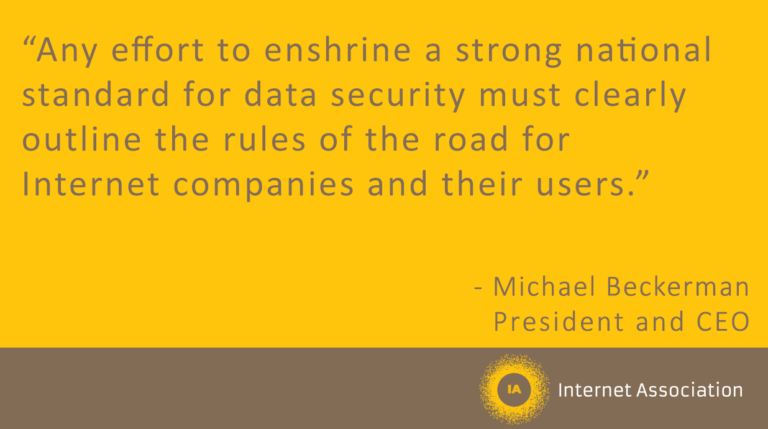 “Any effort to enshrine a strong national
standard for data security must clearly
outline the rules of the road for
Internet companies and their users.”
- Michael Beckerman
President and CEO
IA
Internet Association